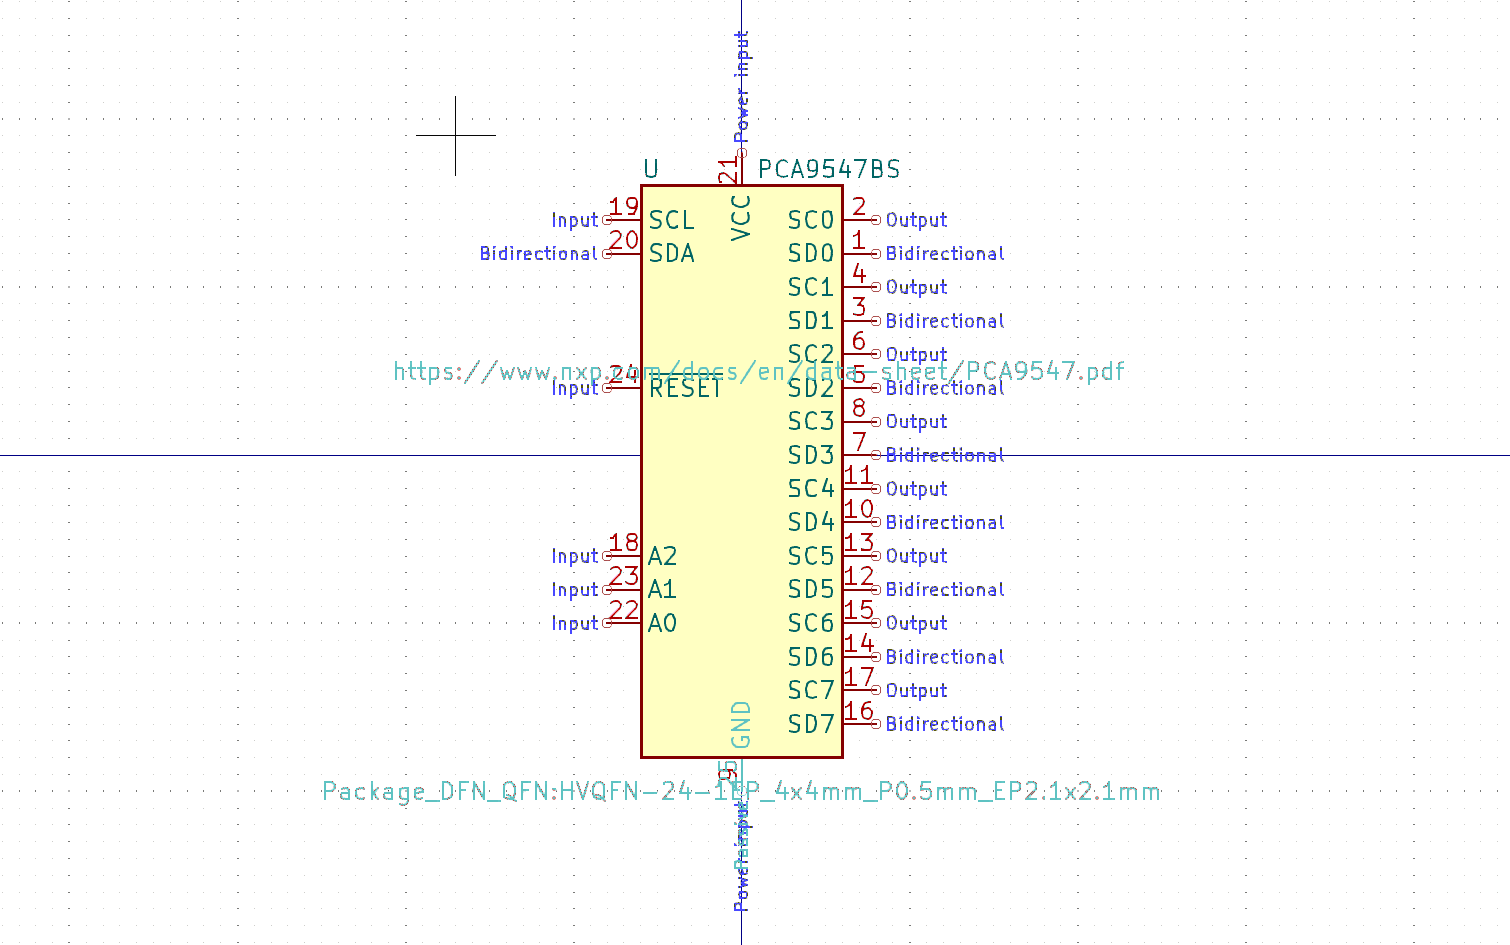 Power input
U 21 PCA9547BS
VCC
Input 19 SCL SC0 2 Output
Bidirectional 20 SDA SD0 1 Bidirectional
SC1 4 Output
SD1 3 Bidirectional
SC2 6 Output
https://www.nxp.com/docs/en/data-sheet/PCA9547.pdf
Input 24 RESET SD2 5 Bidirectional
SC3 8 Output
SD3 7 Bidirectional
SC4 11 Output
SD4 10 Bidirectional
Input 18 A2 SC5 13 Output
Input 23 A1 SD5 12 Bidirectional
Input 22 A0 SC6 15 Output
SD6 14 Bidirectional
SC7 17 Output
GND SD7 16 Bidirectional
9
Package_DFN_QFN:HVQFN-24-1EP_4x4mm_P0.5mm_EP2.1x2.1mm
Power input